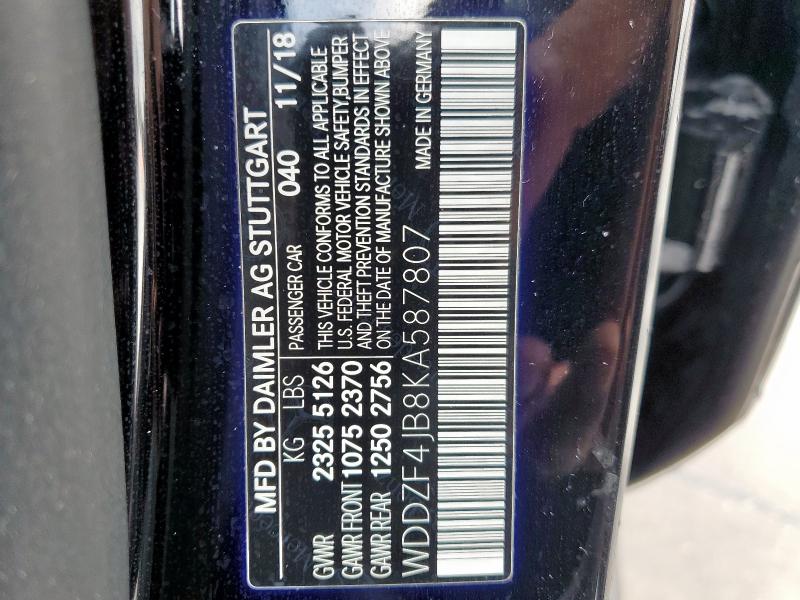 MFD BY DAIMLER AG STUTTGART
KG LBS PASSENGER CAR 040 11/18
GVWR 2325 5126 THIS VEHICLE CONFORMS TO ALL APPLICABLE
GAWR FRONT 1075 2370 U.S. FEDERAL MOTOR VEHICLE SAFETY,BUMPER
GAWR REAR 1250 2756 AND THEFT PREVENTION STANDARDS IN EFFECT
ON THE DATE OF MANUFACTURE SHOWN ABOVE
WDDZF4JB8KA587807 MADE IN GERMANY